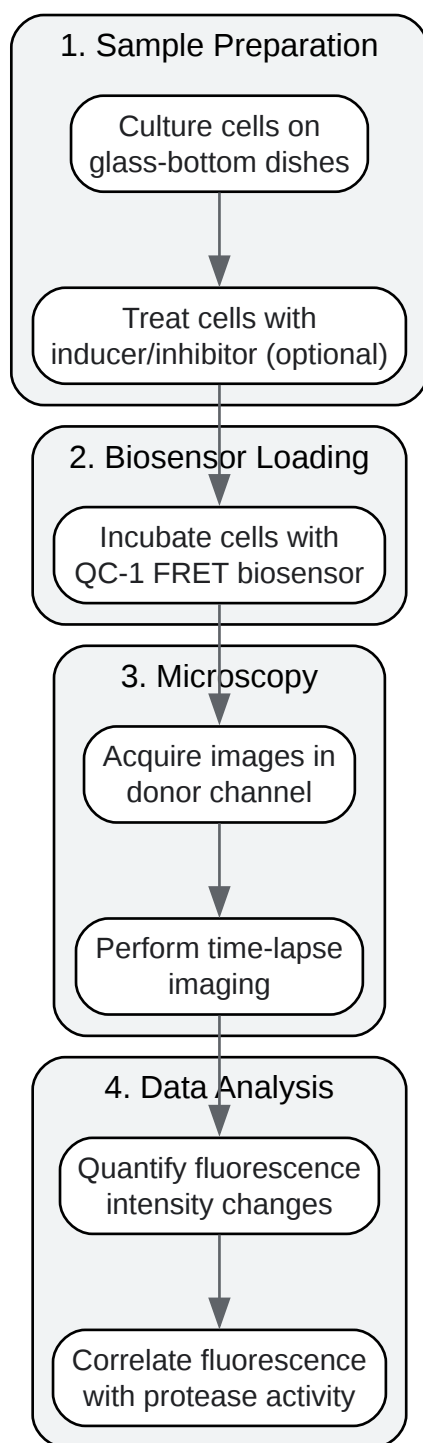 1. Sample Preparation
Culture cells on
glass-bottom dishes
Treat cells with
inducer/inhibitor (optional)
2. Biosensor Loading
Incubate cells with
QC-1 FRET biosensor
3. Microscopy
Acquire images in
donor channel
Perform time-lapse
imaging
4. Data Analysis
Quantify fluorescence
intensity changes
Correlate fluorescence
with protease activity